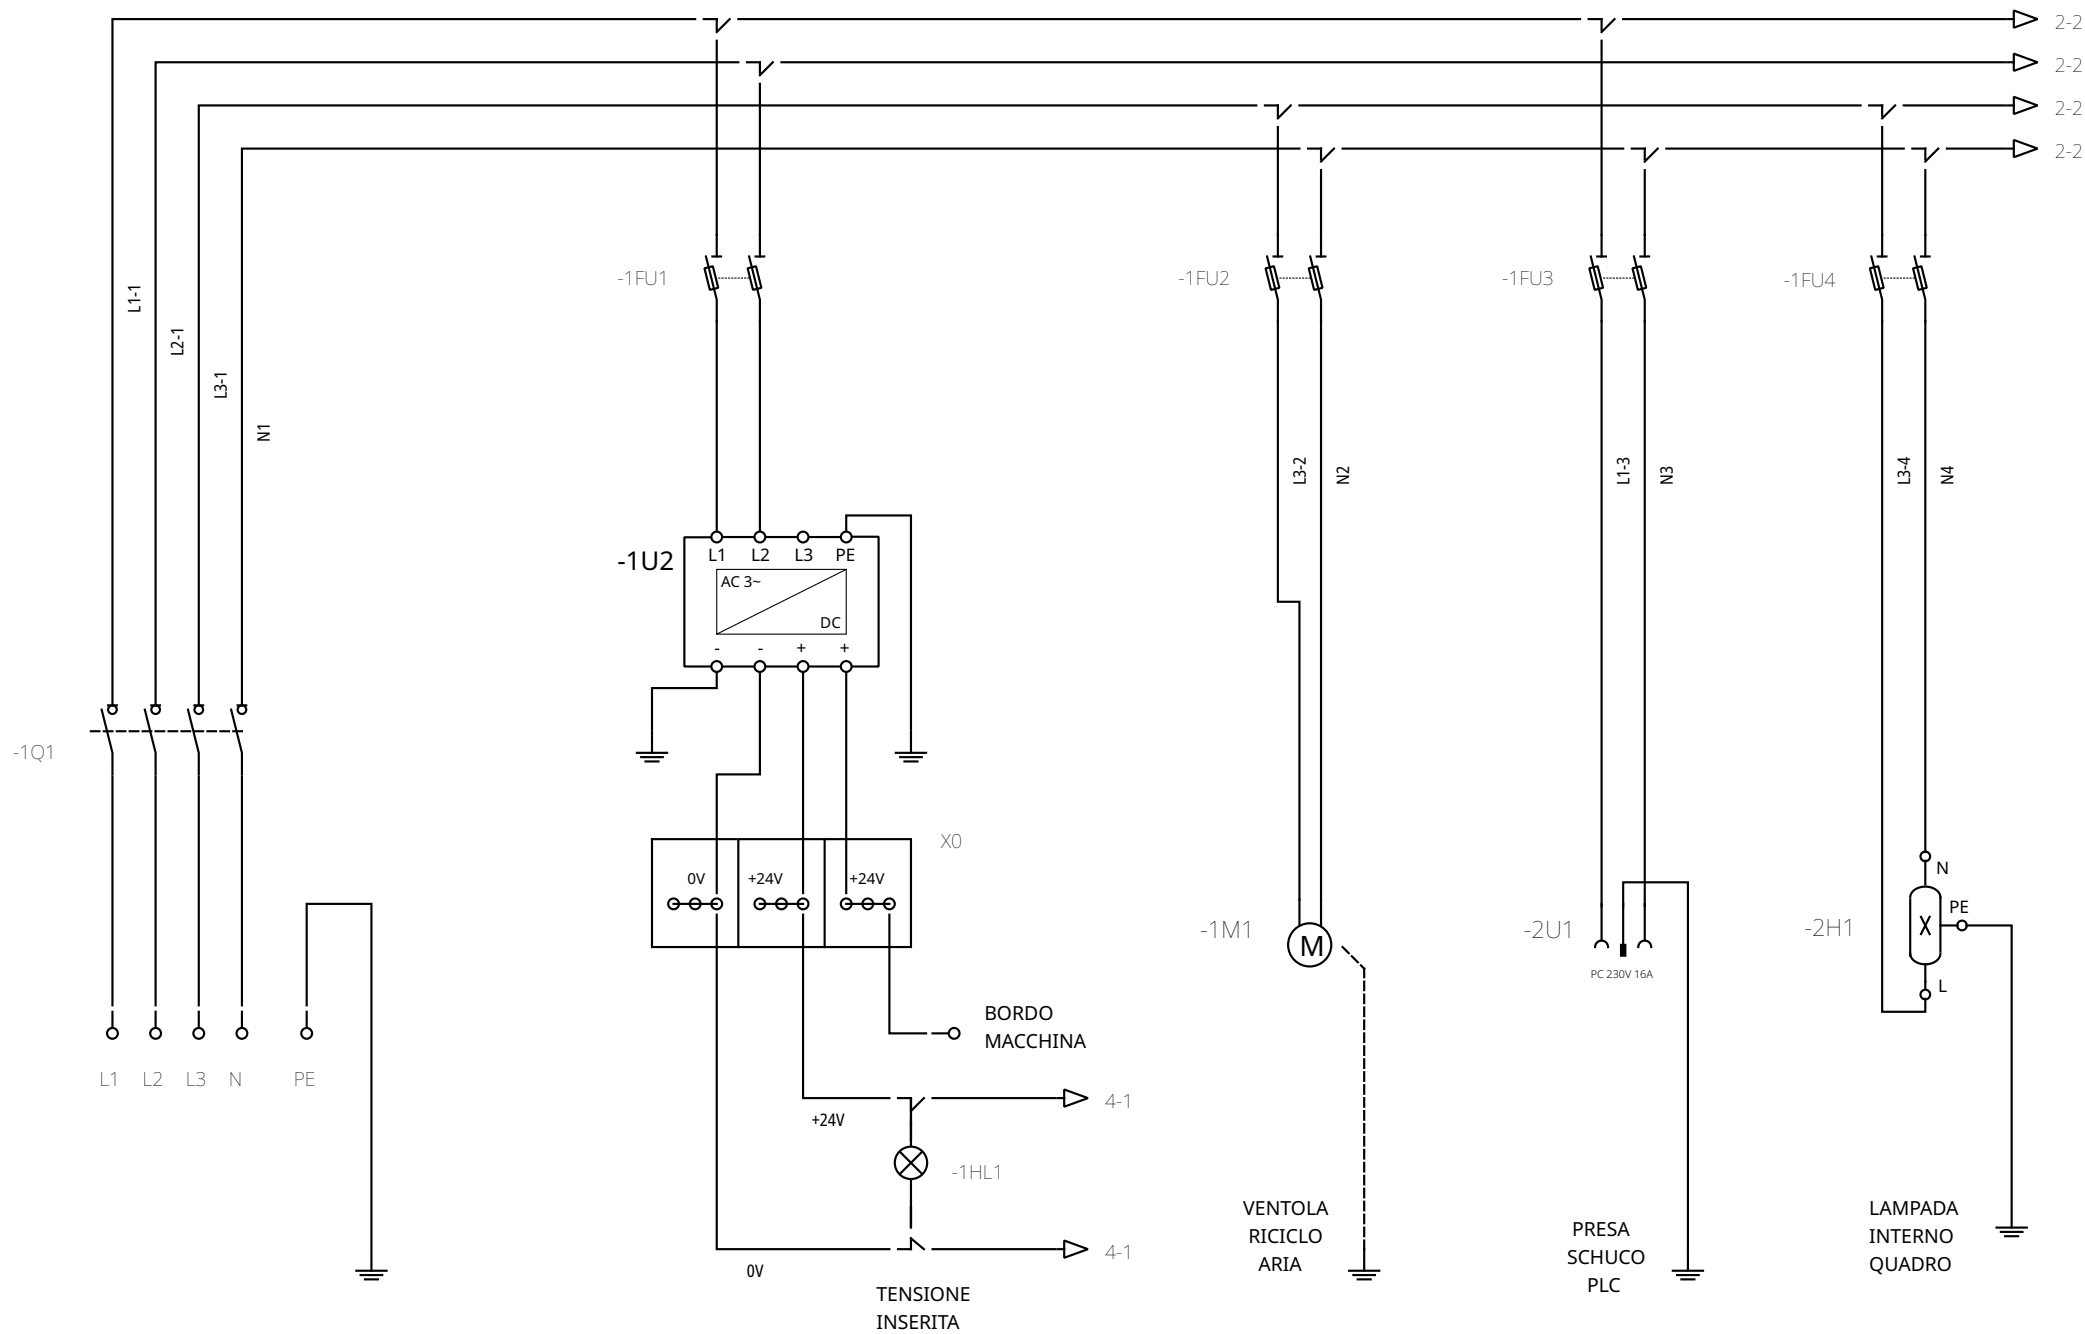 2-2
2-2
2-2
2-2
-1FU1
-1FU2
-1FU3
-1FU4
L1-1
L2-1
L3-1
N1
L3-2
N2
L1-3
N3
L3-4
N4
-1U2
L1 L2 L3 PE
AC 3~
DC
- - + +
-1Q1
X0
0V +24V +24V
N
PE
X
L
-1M1
M
-2U1
PC 230V 16A
-2H1
BORDO
MACCHINA
L1 L2 L3 N PE
4-1
+24V
-1HL1
4-1
0V
TENSIONE
INSERITA
VENTOLA
RICICLO
ARIA
PRESA
SCHUCO
PLC
LAMPADA
INTERNO
QUADRO